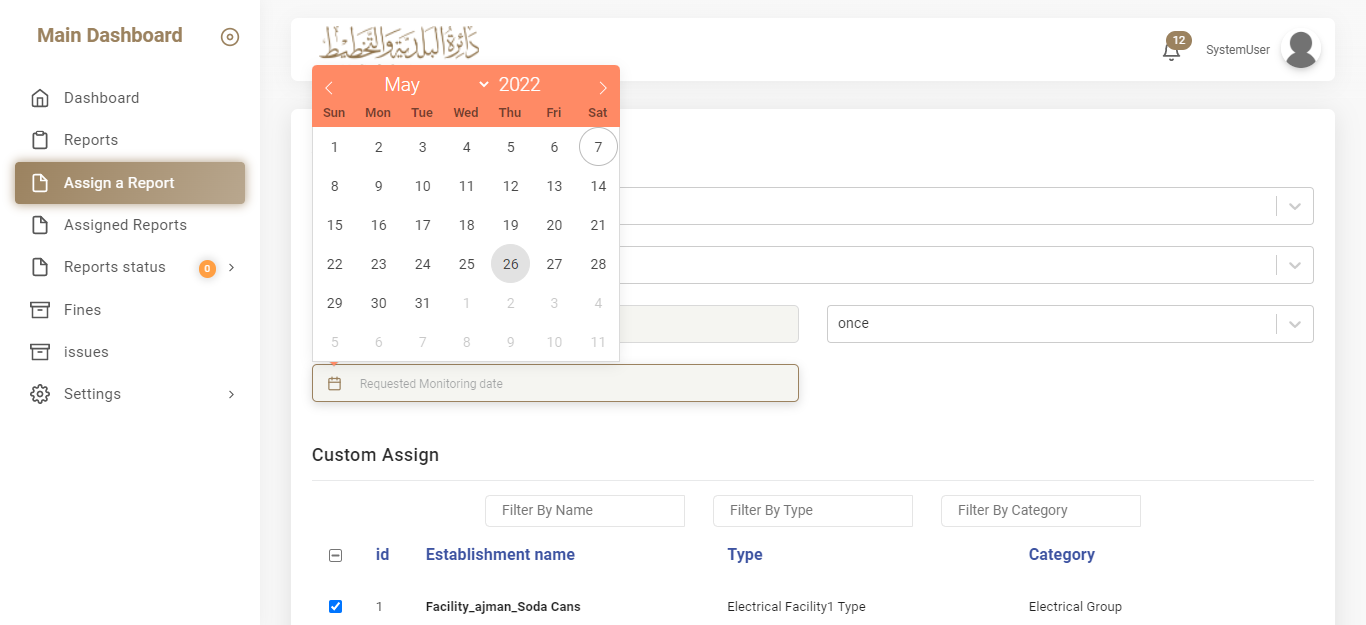 Main Dashboard
Dashboard
Reports
Assign a Report
Assigned Reports
Reports status 0
Fines
issues
Settings
دائرة البلدية والتخطيط
12
SystemUser
May 2022
Sun Mon Tue Wed Thu Fri Sat
1 2 3 4 5 6 7
8 9 10 11 12 13 14
15 16 17 18 19 20 21
22 23 24 25 26 27 28
29 30 31 1 2 3 4
5 6 7 8 9 10 11
once
Requested Monitoring date
Custom Assign
Filter By Name Filter By Type Filter By Category
id Establishment name Type Category
1 Facility_ajman_Soda Cans Electrical Facility1 Type Electrical Group